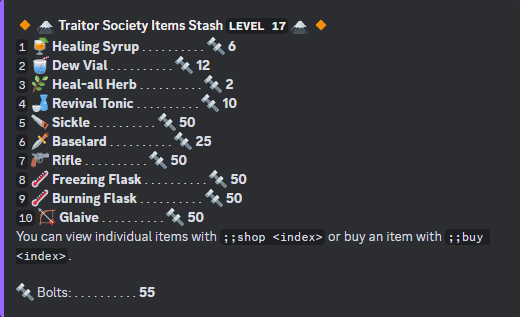 Traitor Society Items Stash LEVEL 17
1 Healing Syrup . . . . . . . . . . 6
2 Dew Vial . . . . . . . . . . 12
3 Heal-all Herb . . . . . . . . . . 2
4 Revival Tonic . . . . . . . . . . 10
5 Sickle . . . . . . . . . . 50
6 Baselard . . . . . . . . . . 25
7 Rifle . . . . . . . . . . 50
8 Freezing Flask . . . . . . . . . . 50
9 Burning Flask . . . . . . . . . . 50
10 Glaive . . . . . . . . . . 50
You can view individual items with ;;shop <index> or buy an item with ;;buy
<index>.
Bolts: . . . . . . . . . . 55